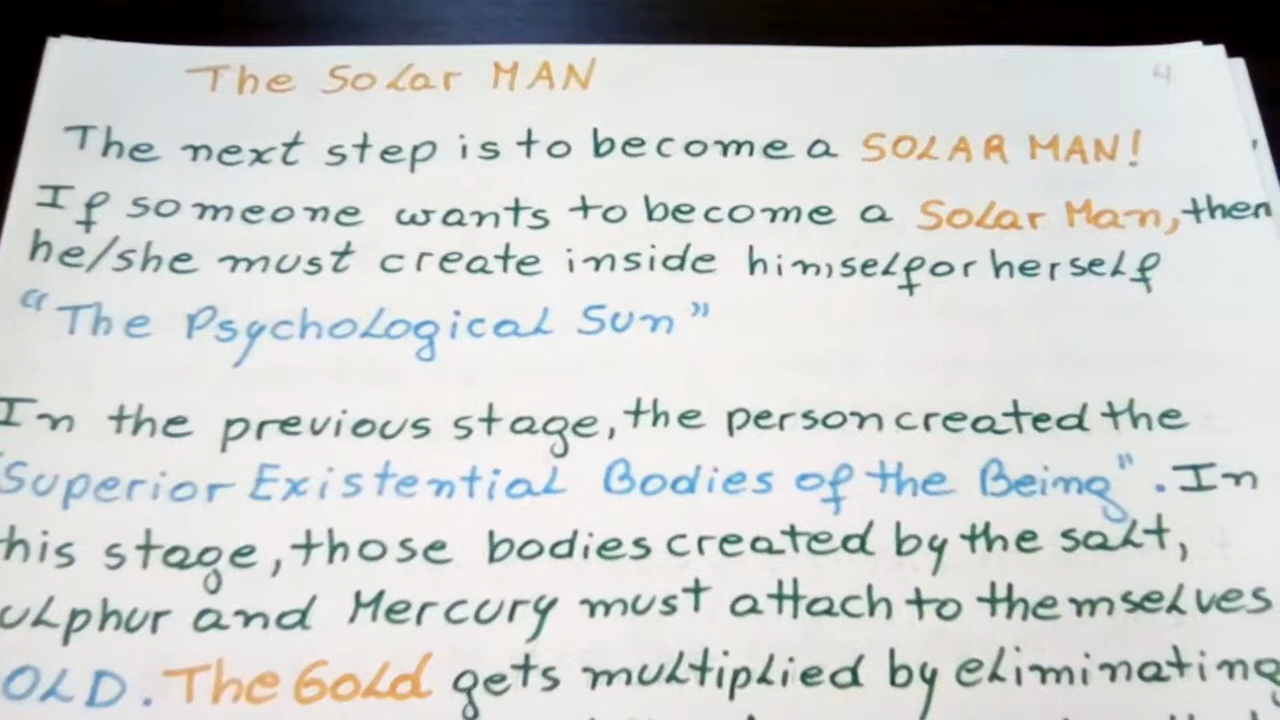 The Solar MAN
4
The next step is to become a SOLAR MAN!
If someone wants to become a Solar Man, then
he/she must create inside himself or herself
"The Psychological Sun"
In the previous stage, the person created the
Superior Existential Bodies of the Being". In
his stage, those bodies created by the salt,
ulphur and Mercury must attach to themselves
OLD. The Gold gets multiplied by eliminating